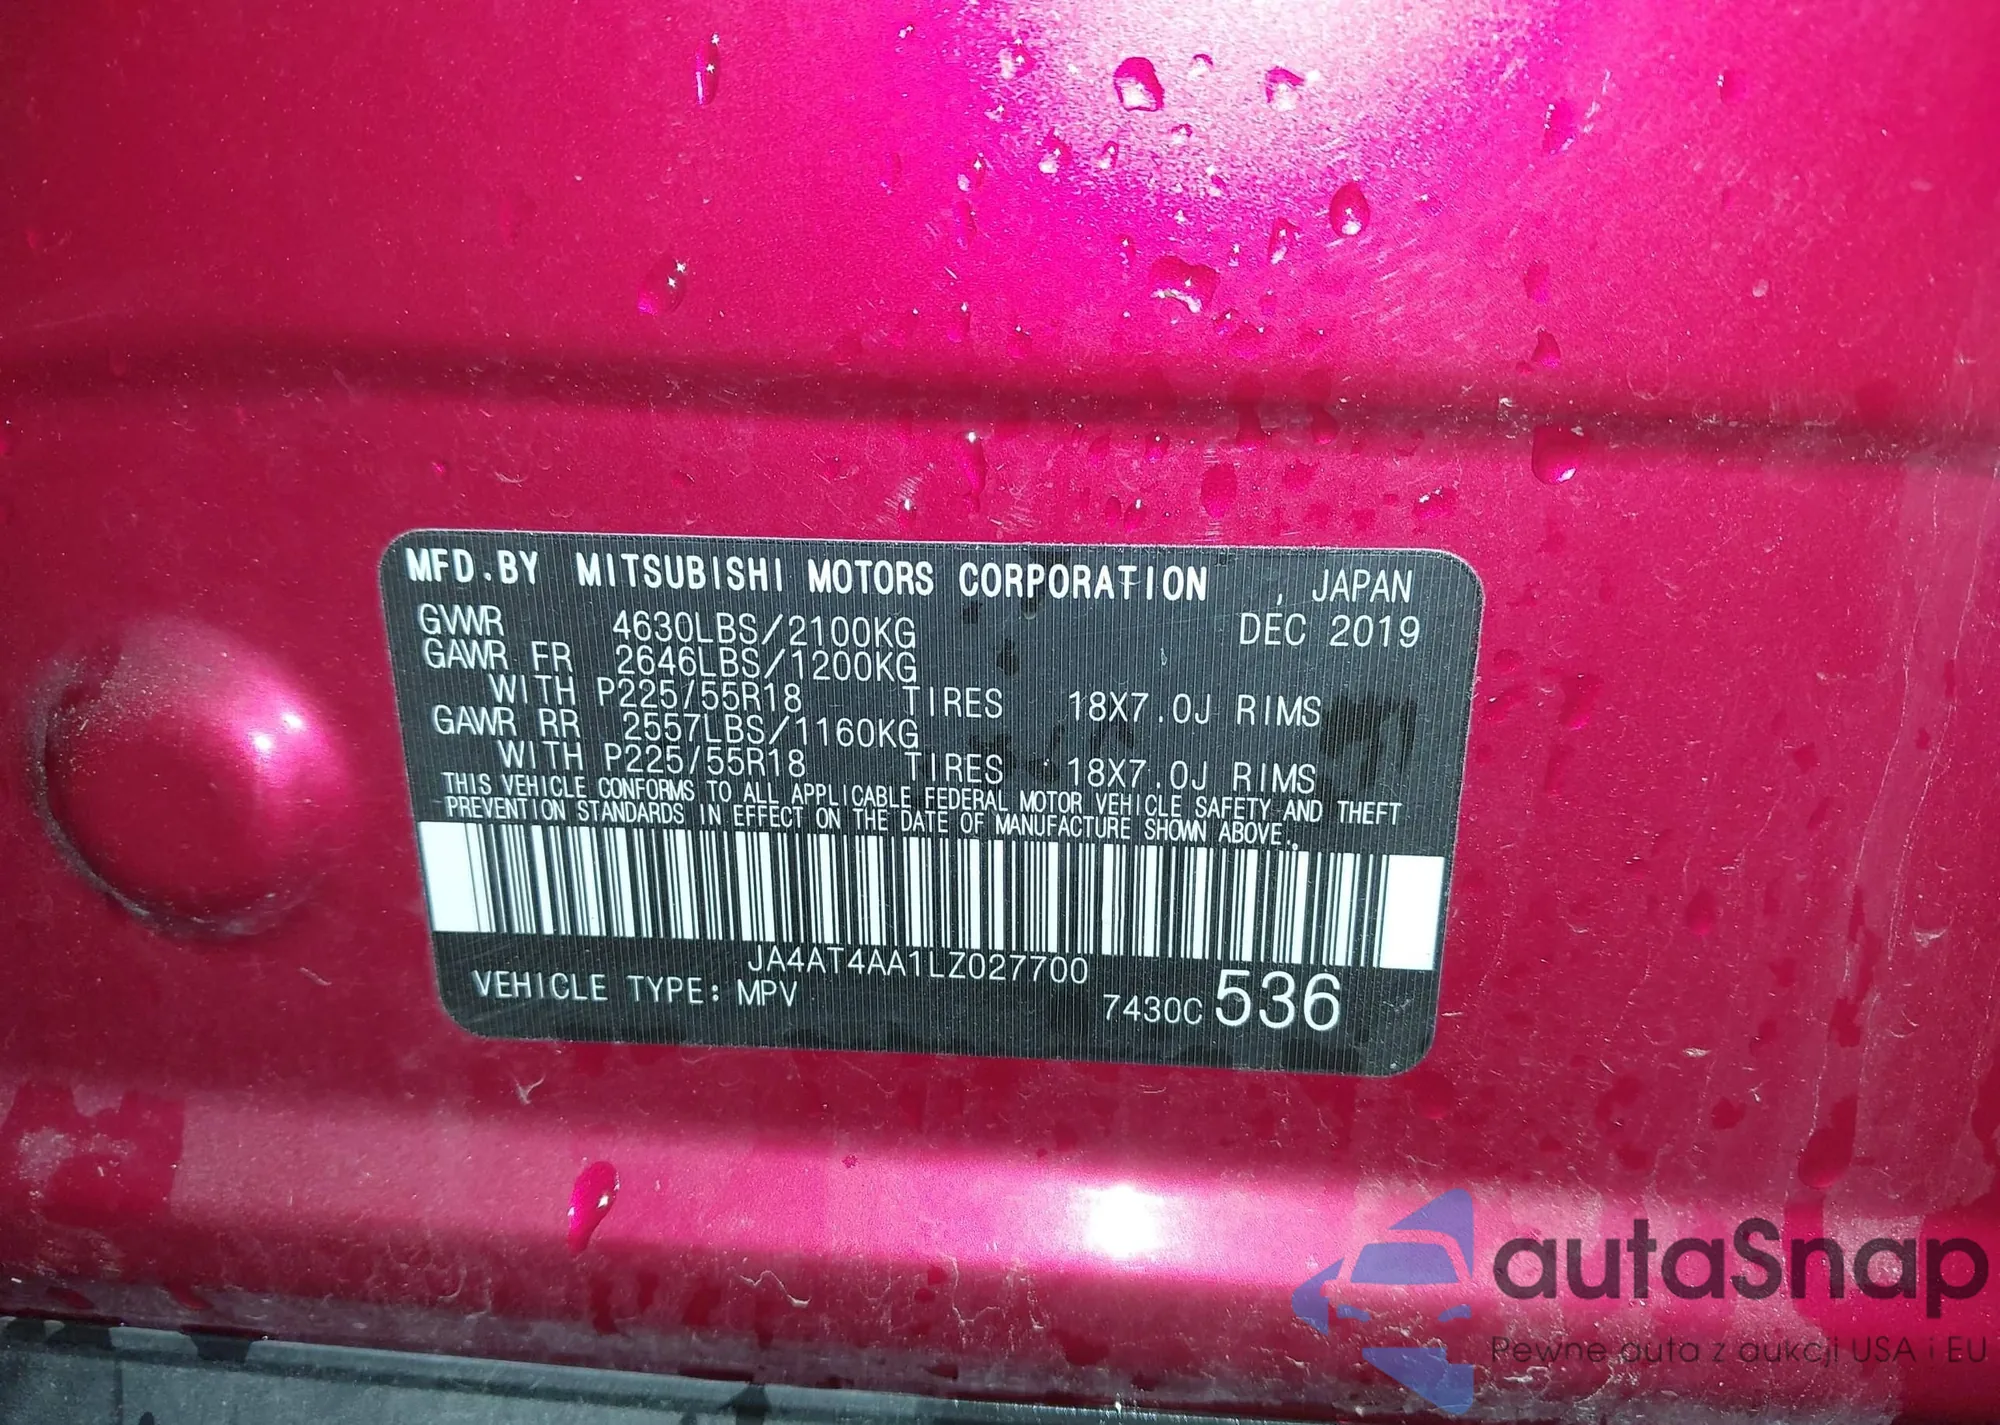 MFD.BY MITSUBISHI MOTORS CORPORATION , JAPAN
GVWR 4630LBS/2100KG DEC 2019
GAWR FR 2646LBS/1200KG
WITH P225/55R18 TIRES 18X7.0J RIMS
GAWR RR 2557LBS/1160KG
WITH P225/55R18 TIRES 18X7.0J RIMS
THIS VEHICLE CONFORMS TO ALL APPLICABLE FEDERAL MOTOR VEHICLE SAFETY AND THEFT
PREVENTION STANDARDS IN EFFECT ON THE DATE OF MANUFACTURE SHOWN ABOVE.
JA4AT4AA1LZ027700
VEHICLE TYPE: MPV 7430C 536
autaSnap
Pewne auta z aukcji USA i EU